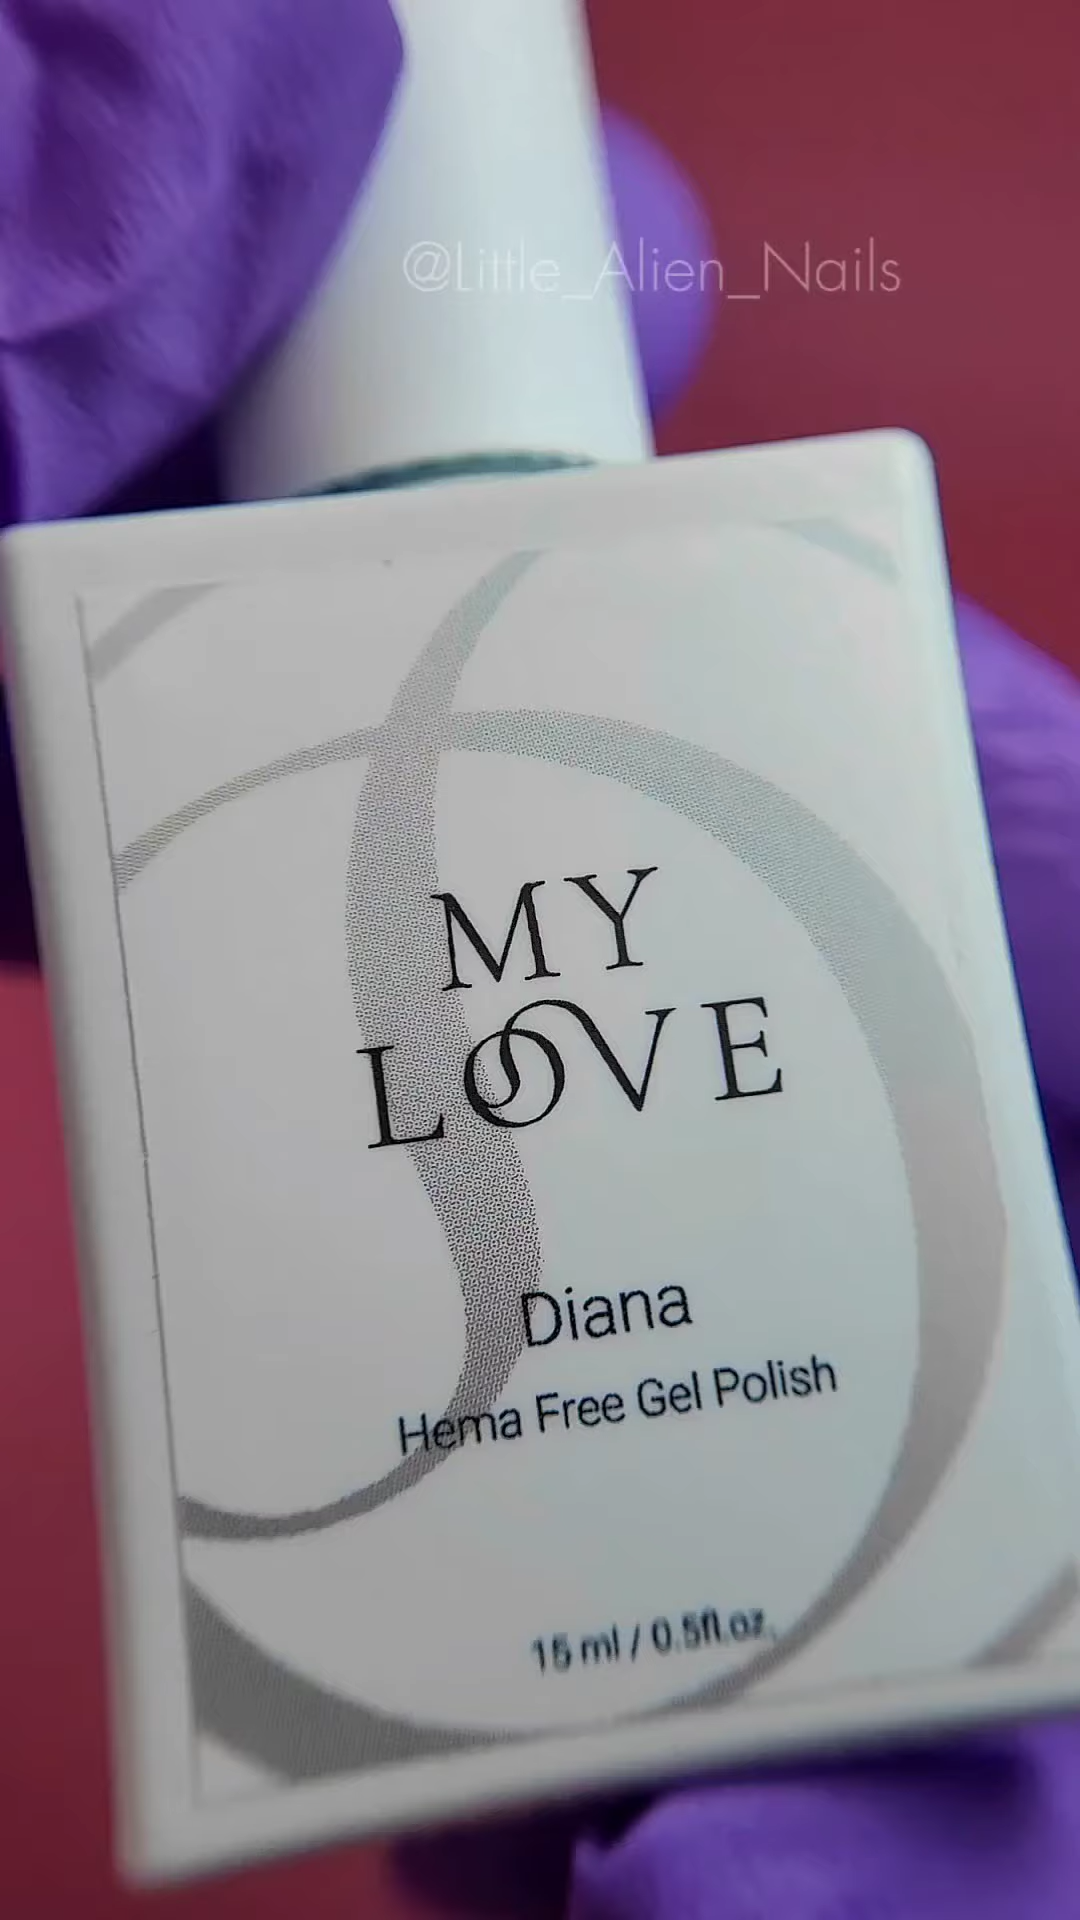 @Little_Alien_Nails
MY
LOVE
Diana
Hema Free Gel Polish
15 ml / 0.5fl.oz.